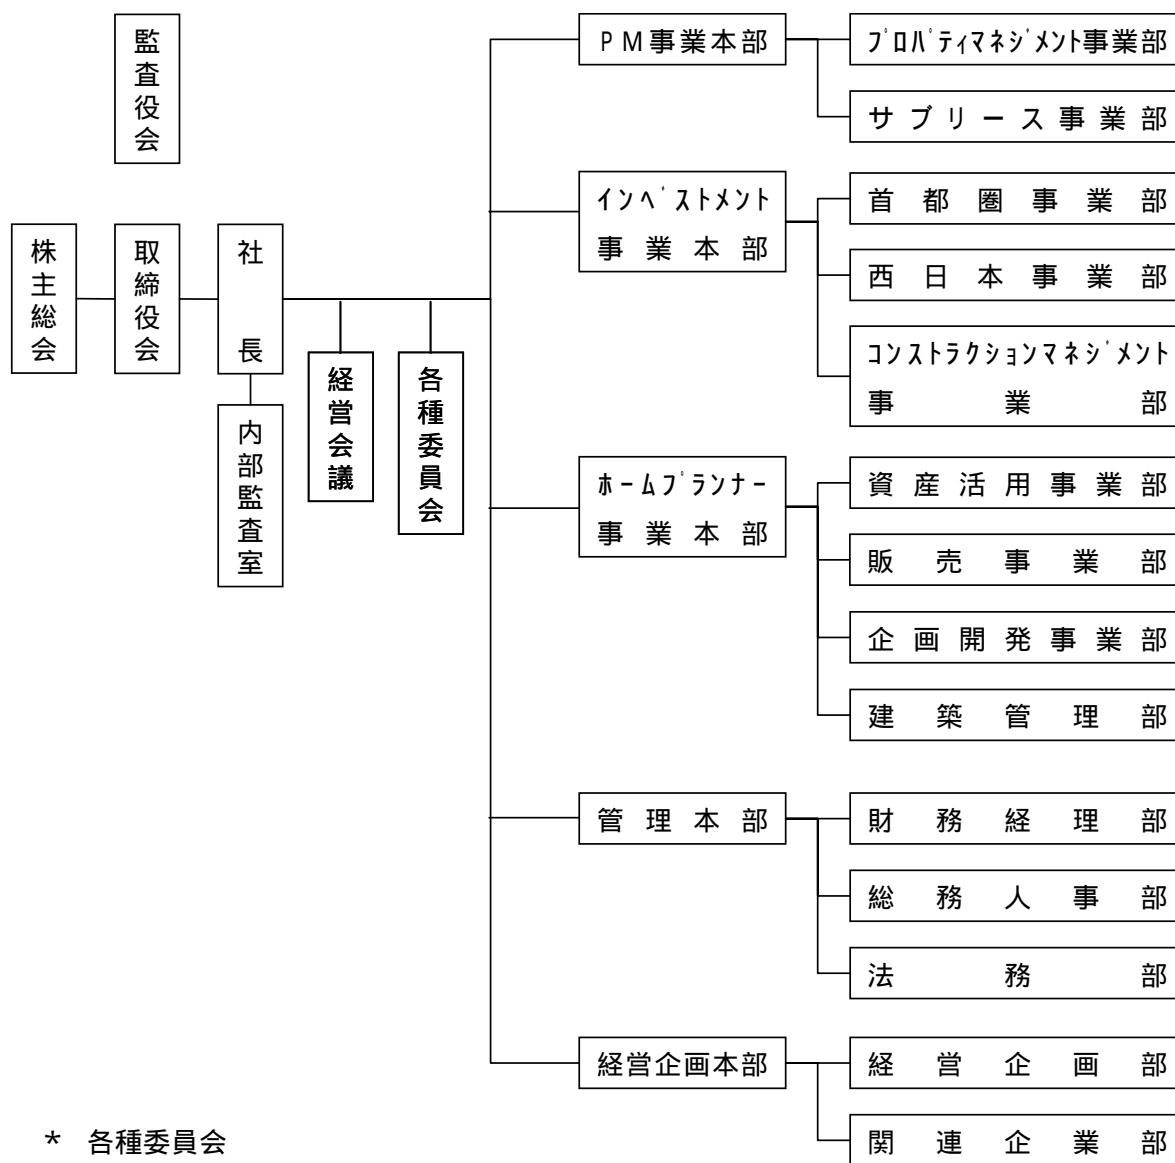 監査役会
株主総会
取締役会
社長
内部監査室
経営会議
各種委員会
PM事業本部
プロパティマネジメント事業部
サブリース事業部
インベストメント
事業本部
首都圏事業部
西日本事業部
コンストラクションマネジメント
事業部
ホームプランナー
事業本部
資産活用事業部
販売事業部
企画開発事業部
建築管理部
管理本部
財務経理部
総務人事部
法務部
経営企画本部
経営企画部
関連企業部
* 各種委員会